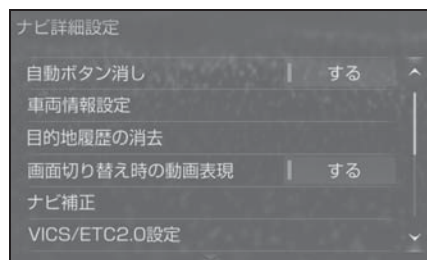 ナビ詳細設定
自動ボタン消し する
車両情報設定
目的地履歴の消去
画面切り替え時の動画表現 する
ナビ補正
VICS/ETC2.0設定